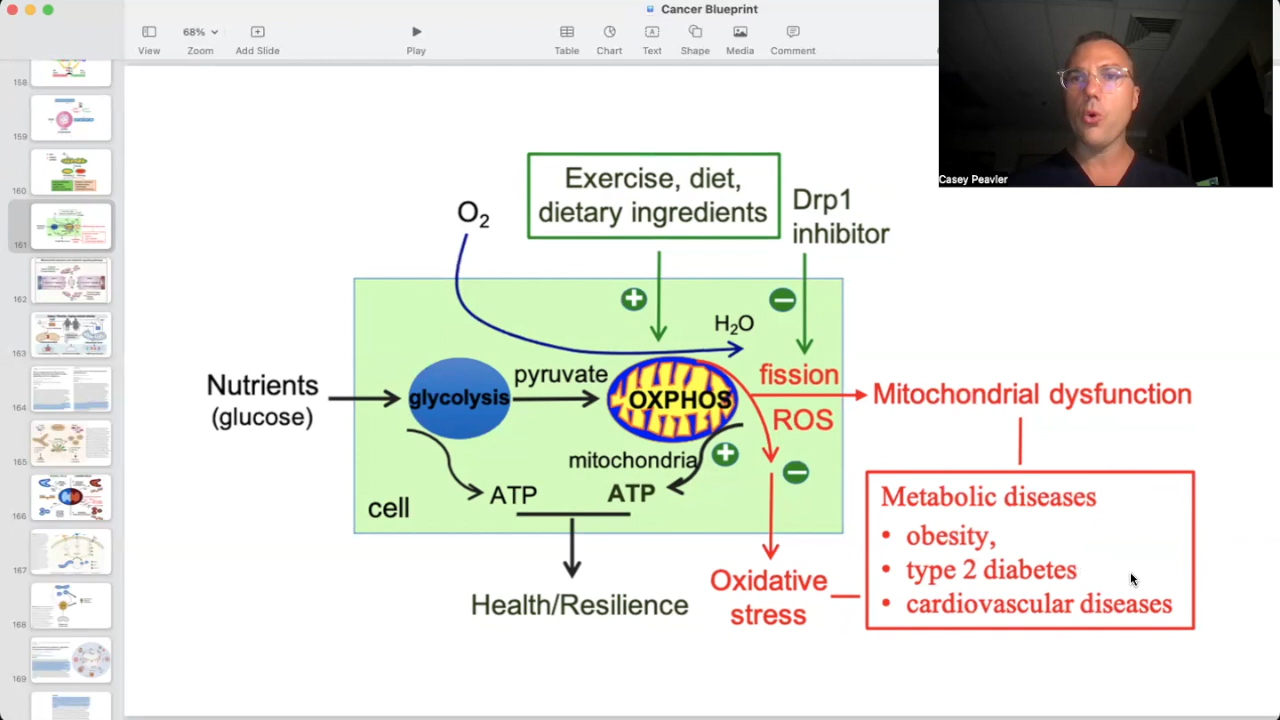 Cancer Blueprint
68%
View
Zoom
Add Slide
Play
Table
Chart
Text
Shape
Media
Comment
Casey Peavler
158
159
160
161
162
163
164
165
166
167
168
169
Exercise, diet,
dietary ingredients
Drp1
inhibitor
O2
H2O
Nutrients
(glucose)
glycolysis
pyruvate
OXPHOS
fission
ROS
Mitochondrial dysfunction
mitochondria
ATP
ATP
cell
Health/Resilience
Oxidative
stress
Metabolic diseases
• obesity,
• type 2 diabetes
• cardiovascular diseases